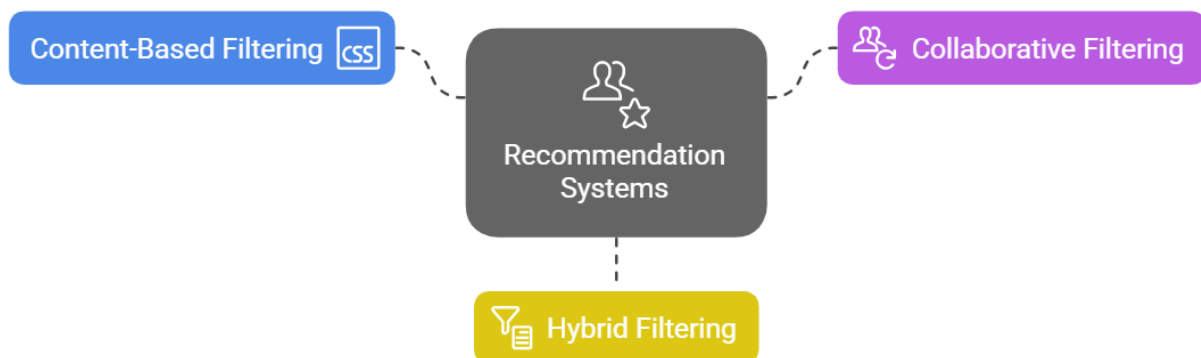 Content-Based Filtering
CSS
Collaborative Filtering
Recommendation
Systems
Hybrid Filtering